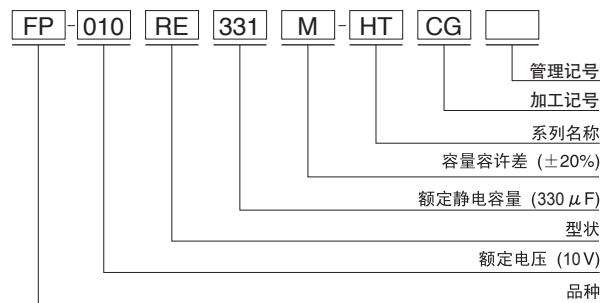 FP-010 RE 331 M-HT CG
管理记号
加工记号
系列名称
容量容许差 (±20%)
额定静电容量 (330 μF)
型状
额定电压 (10V)
品种